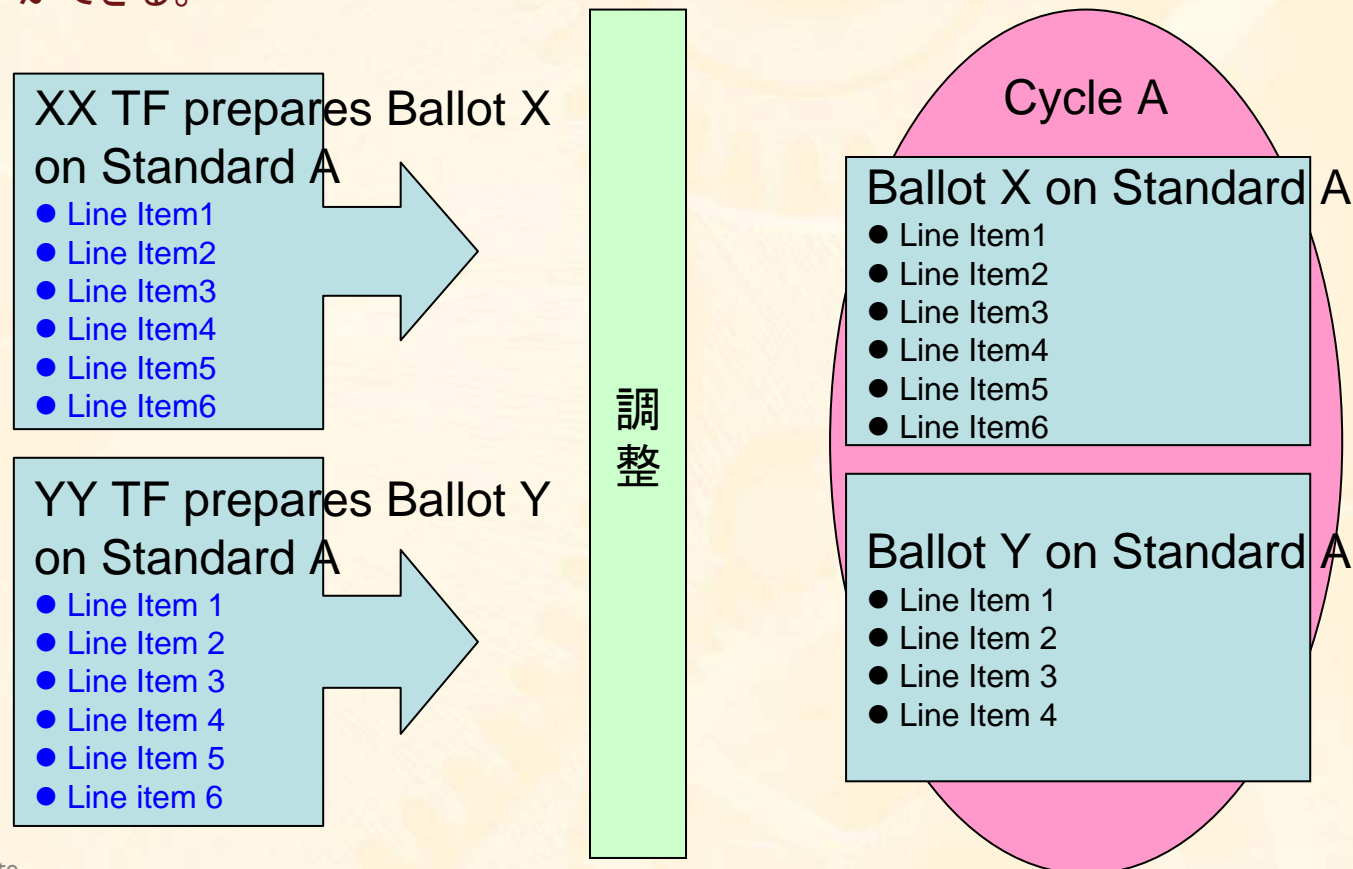 できる。
XX TF prepares Ballot X
on Standard A
● Line Item1
● Line Item2
● Line Item3
● Line Item4
● Line Item5
● Line Item6
YY TF prepares Ballot Y
on Standard A
● Line Item 1
● Line Item 2
● Line Item 3
● Line Item 4
● Line Item 5
● Line item 6
調
整
Cycle A
Ballot X on Standard A
● Line Item1
● Line Item2
● Line Item3
● Line Item4
● Line Item5
● Line Item6
Ballot Y on Standard A
● Line Item 1
● Line Item 2
● Line Item 3
● Line Item 4